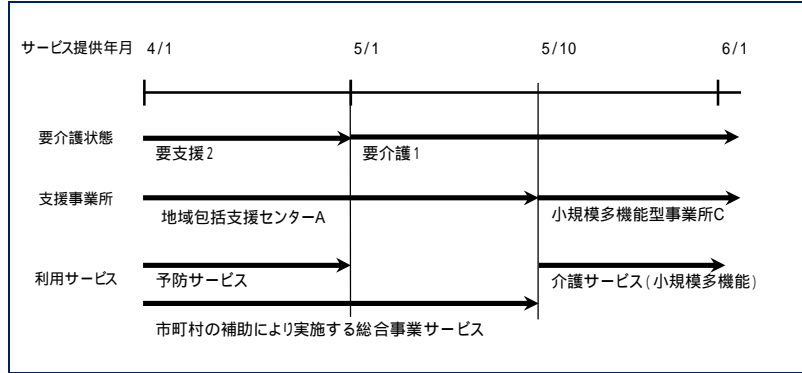 サービス提供年月 4/1 5/1 5/10 6/1
要介護状態
要支援2 要介護1
支援事業所
地域包括支援センターA 小規模多機能型事業所C
利用サービス
予防サービス 介護サービス(小規模多機能)
市町村の補助により実施する総合事業サービス